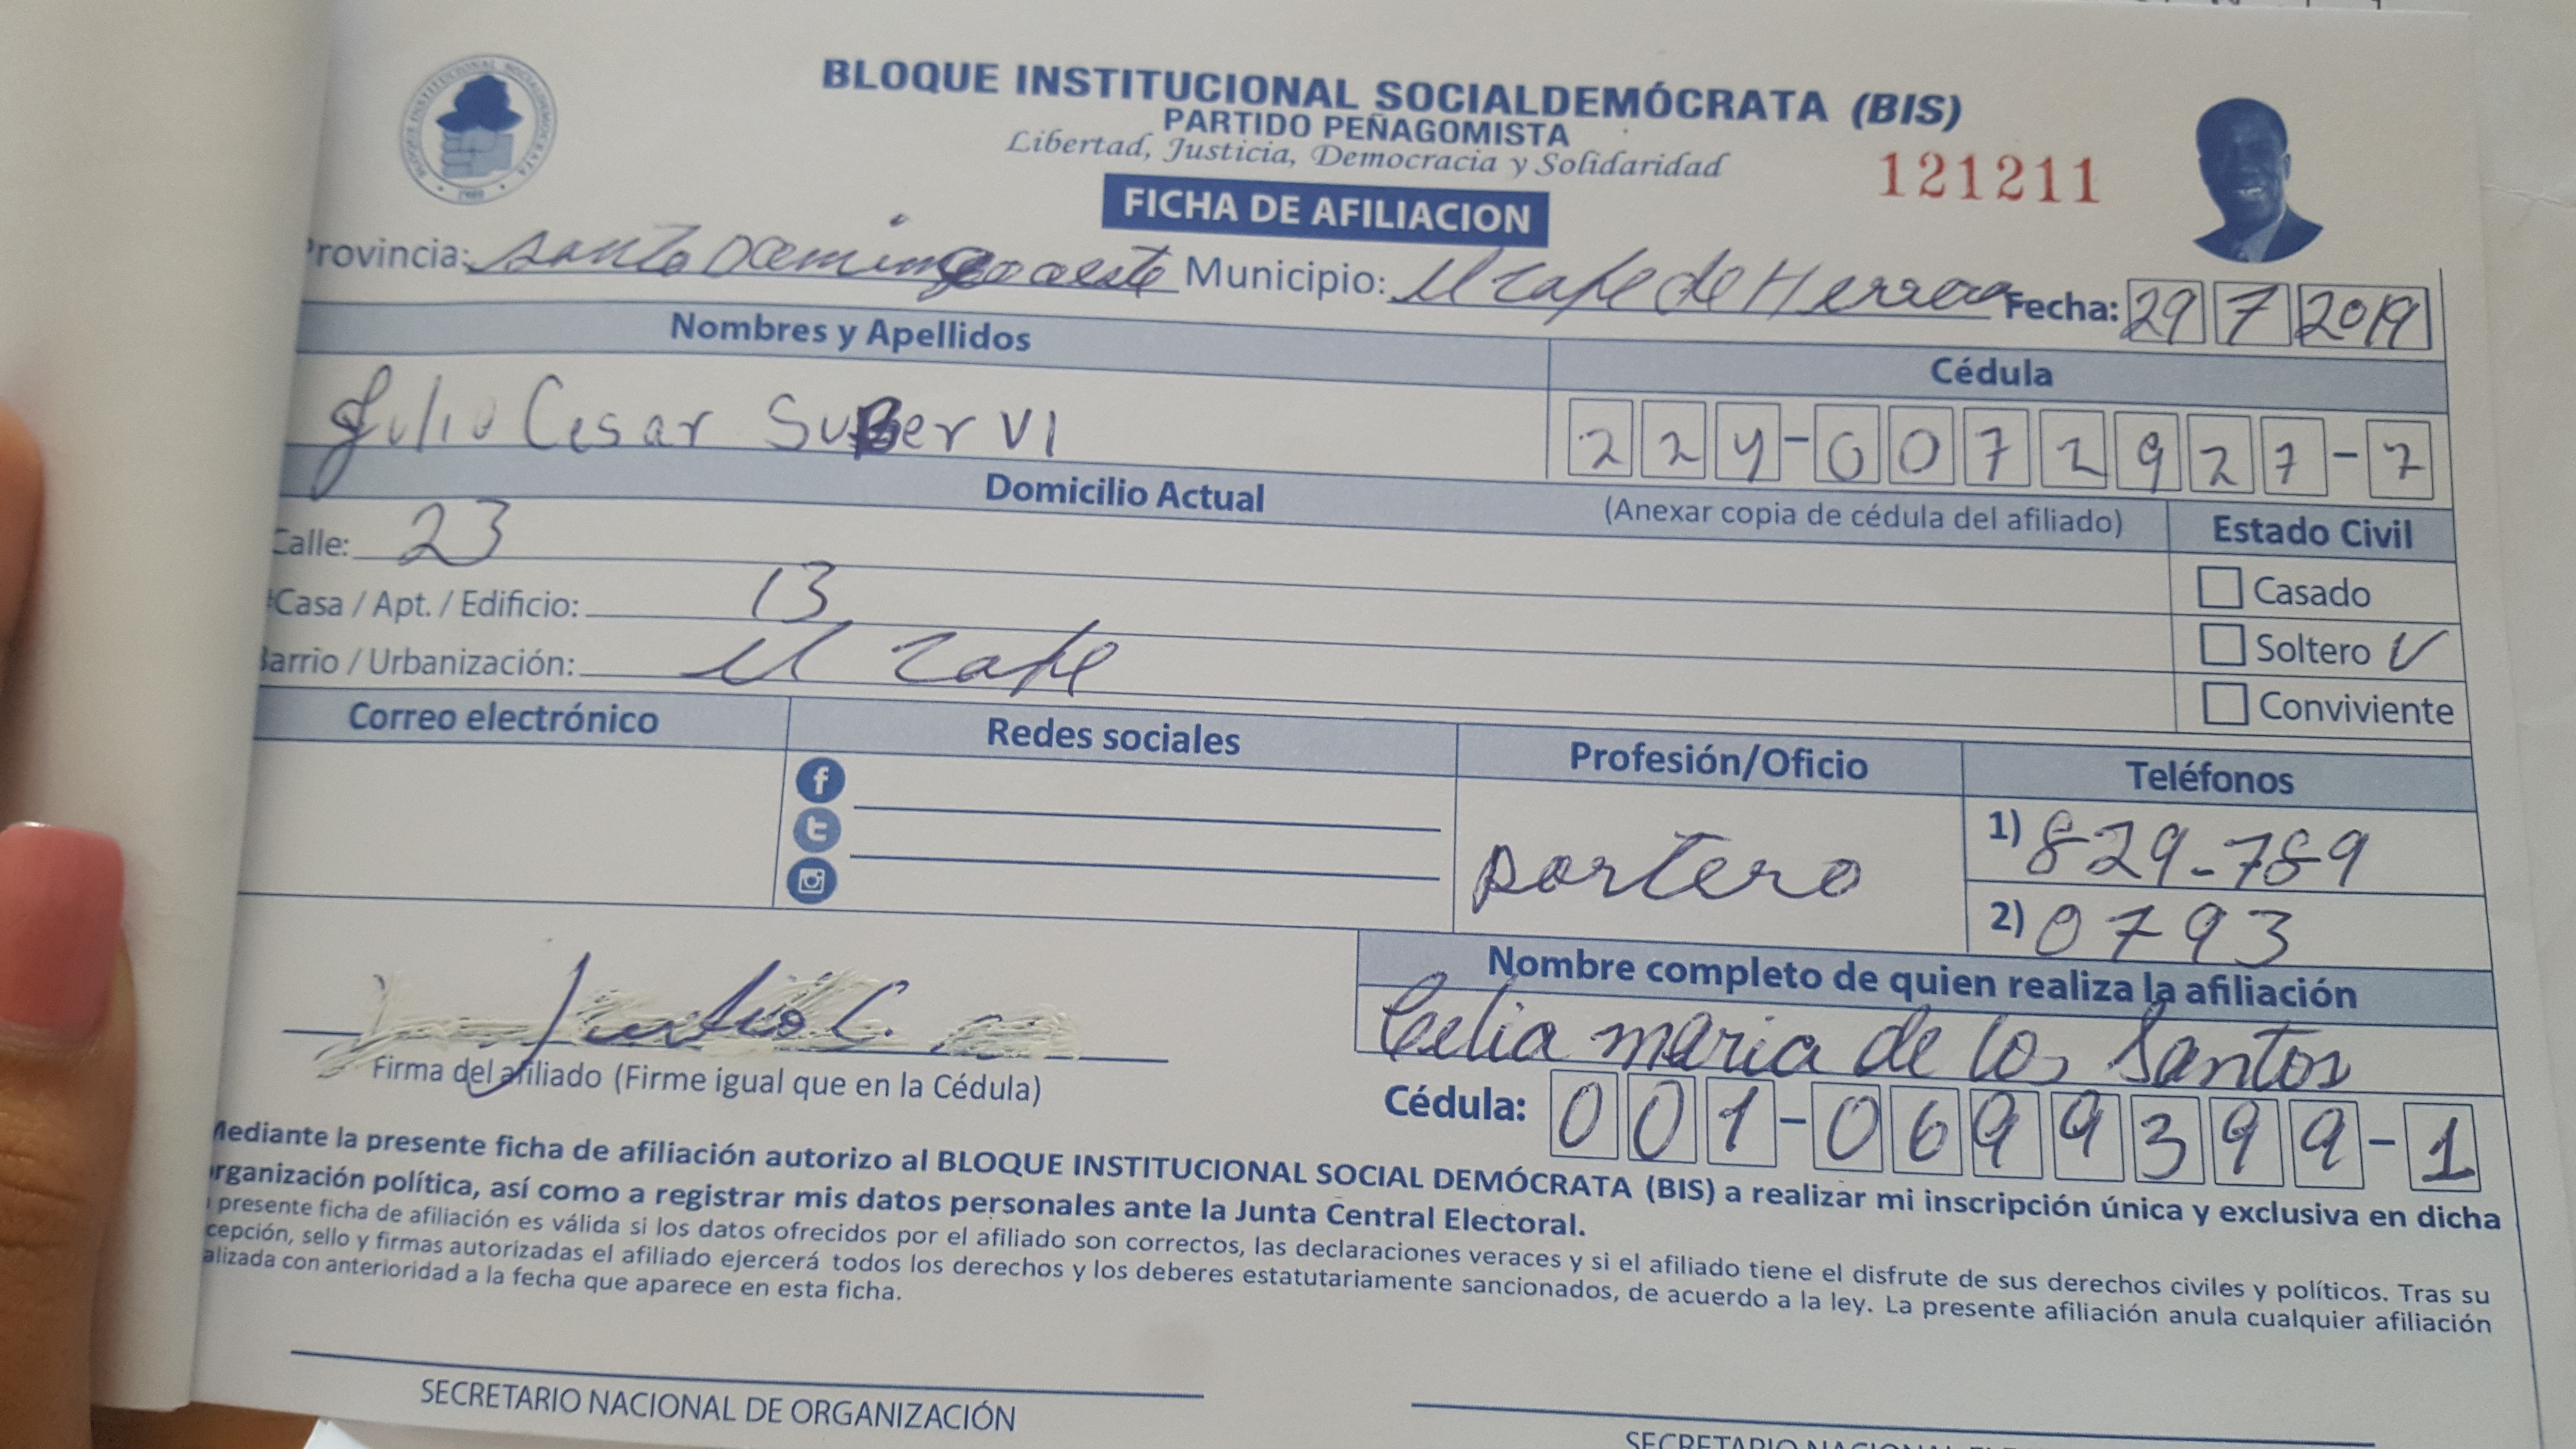 BLOQUE INSTITUCIONAL SOCIALDEMÓCRATA (BIS)
PARTIDO PEÑAGOMISTA
Libertad, Justicia, Democracia y Solidaridad
121211
FICHA DE AFILIACION
Provincia: santo Domingo oeste Municipio: El cafe de Herrera Fecha: 29 7 2019
Nombres y Apellidos Cédula
Julio Cesar SuBer VI 224-0072927-7
Domicilio Actual (Anexar copia de cédula del afiliado) Estado Civil
Calle: 23
Casado
#Casa / Apt. / Edificio: 13
Soltero V
Barrio / Urbanización: El cafe
Conviviente
Correo electrónico Redes sociales Profesión/Oficio Teléfonos
portero
1) 829-789
2) 0793
Nombre completo de quien realiza la afiliación
Celia maria de los Santos
Firma del afiliado (Firme igual que en la Cédula)
Cédula: 001-0699399-1
Mediante la presente ficha de afiliación autorizo al BLOQUE INSTITUCIONAL SOCIAL DEMÓCRATA (BIS) a realizar mi inscripción única y exclusiva en dicha
organización política, así como a registrar mis datos personales ante la Junta Central Electoral.
presente ficha de afiliación es válida si los datos ofrecidos por el afiliado son correctos, las declaraciones veraces y si el afiliado tiene el disfrute de sus derechos civiles y políticos. Tras su
cepción, sello y firmas autorizadas el afiliado ejercerá todos los derechos y los deberes estatutariamente sancionados, de acuerdo a la ley. La presente afiliación anula cualquier afiliación
alizada con anterioridad a la fecha que aparece en esta ficha.
SECRETARIO NACIONAL DE ORGANIZACIÓN